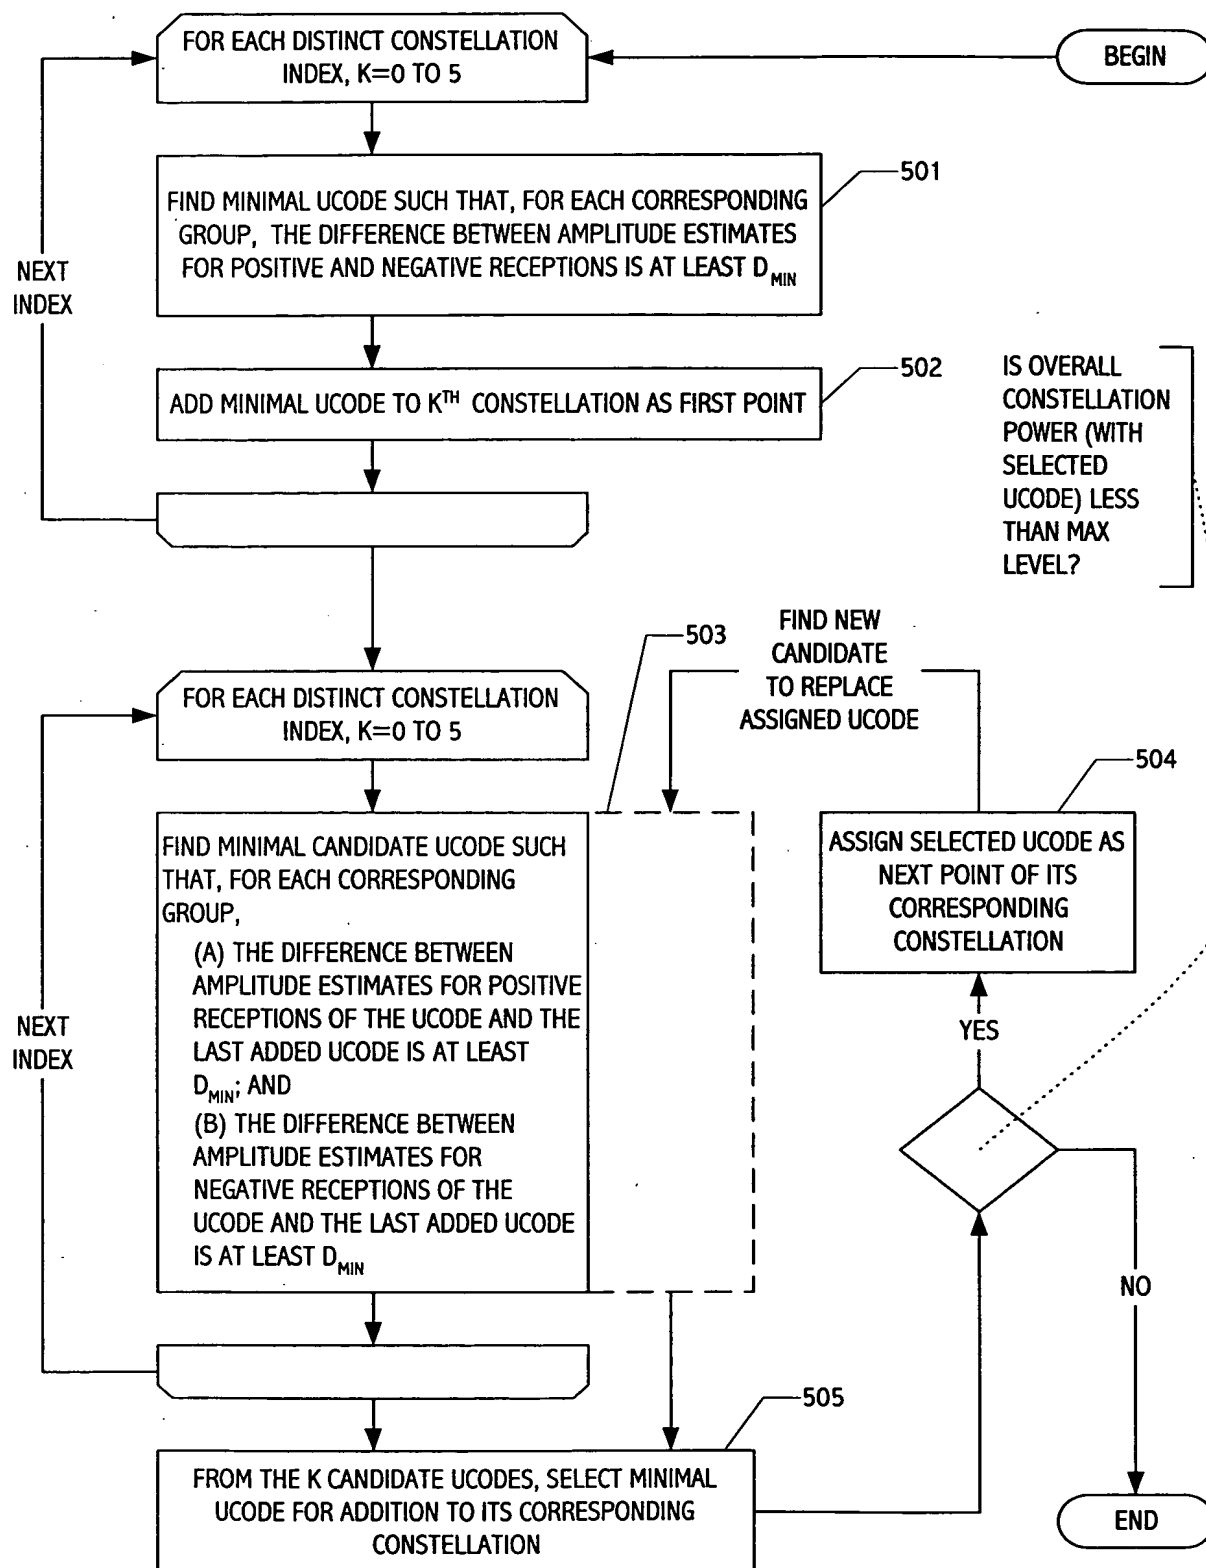 FOR EACH DISTINCT CONSTELLATION
INDEX, K=0 TO 5
BEGIN
501
FIND MINIMAL UCODE SUCH THAT, FOR EACH CORRESPONDING
GROUP, THE DIFFERENCE BETWEEN AMPLITUDE ESTIMATES
FOR POSITIVE AND NEGATIVE RECEPTIONS IS AT LEAST D_MIN
NEXT
INDEX
502
ADD MINIMAL UCODE TO K^TH CONSTELLATION AS FIRST POINT
IS OVERALL
CONSTELLATION
POWER (WITH
SELECTED
UCODE) LESS
THAN MAX
LEVEL?
503
FIND NEW
CANDIDATE
TO REPLACE
ASSIGNED UCODE
FOR EACH DISTINCT CONSTELLATION
INDEX, K=0 TO 5
504
FIND MINIMAL CANDIDATE UCODE SUCH
THAT, FOR EACH CORRESPONDING
GROUP,
(A) THE DIFFERENCE BETWEEN
AMPLITUDE ESTIMATES FOR POSITIVE
RECEPTIONS OF THE UCODE AND THE
LAST ADDED UCODE IS AT LEAST
D_MIN; AND
(B) THE DIFFERENCE BETWEEN
AMPLITUDE ESTIMATES FOR
NEGATIVE RECEPTIONS OF THE
UCODE AND THE LAST ADDED UCODE
IS AT LEAST D_MIN
ASSIGN SELECTED UCODE AS
NEXT POINT OF ITS
CORRESPONDING
CONSTELLATION
NEXT
INDEX
YES
NO
505
FROM THE K CANDIDATE UCODES, SELECT MINIMAL
UCODE FOR ADDITION TO ITS CORRESPONDING
CONSTELLATION
END